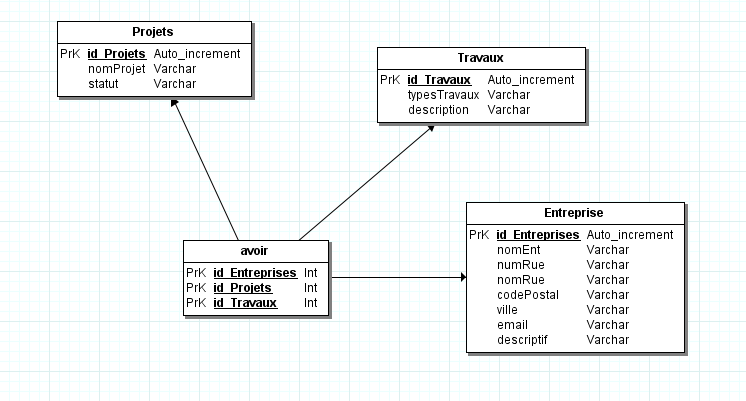 Projets
PrK id_Projets Auto_increment
nomProjet Varchar
statut Varchar
Travaux
PrK id_Travaux Auto_increment
typesTravaux Varchar
description Varchar
Entreprise
PrK id_Entreprises Auto_increment
nomEnt Varchar
numRue Varchar
nomRue Varchar
codePostal Varchar
ville Varchar
email Varchar
descriptif Varchar
avoir
PrK id_Entreprises Int
PrK id_Projets Int
PrK id_Travaux Int